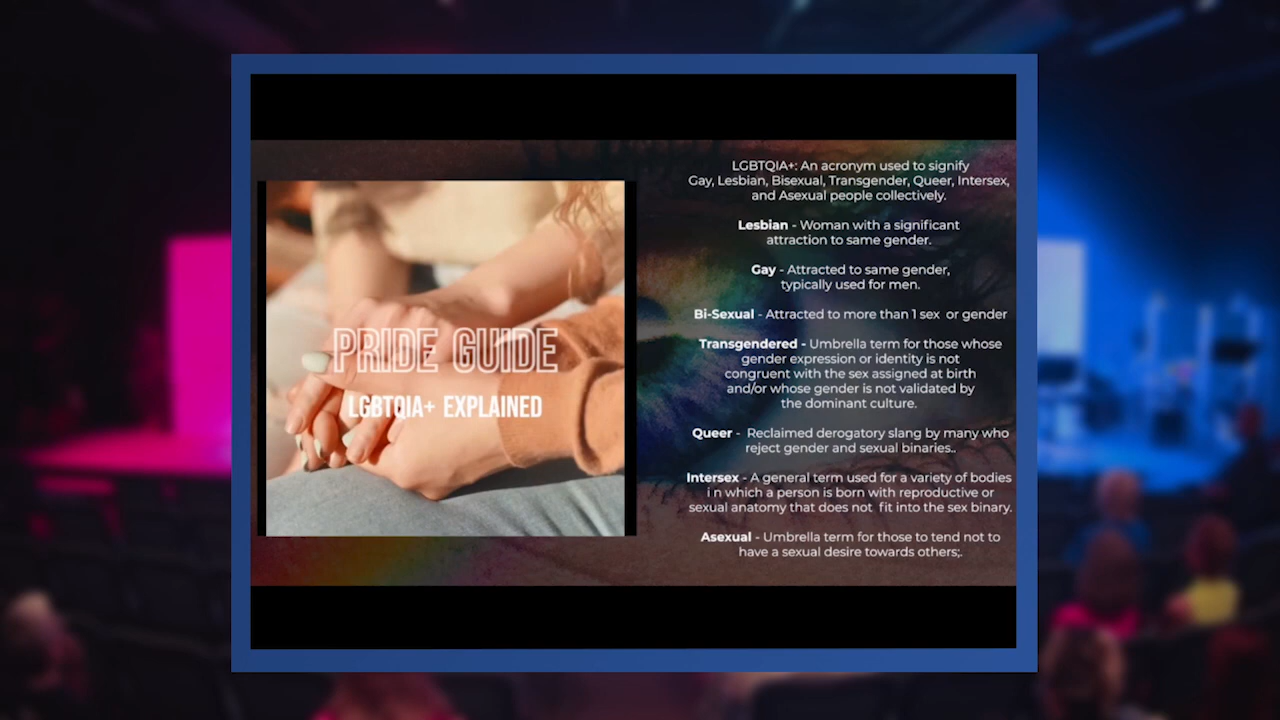 PRIDE GUIDE
LGBTQIA+ EXPLAINED
LGBTQIA+: An acronym used to signify
Gay, Lesbian, Bisexual, Transgender, Queer, Intersex,
and Asexual people collectively.
Lesbian - Woman with a significant
attraction to same gender.
Gay - Attracted to same gender,
typically used for men.
Bi-Sexual - Attracted to more than 1 sex or gender
Transgendered - Umbrella term for those whose
gender expression or identity is not
congruent with the sex assigned at birth
and/or whose gender is not validated by
the dominant culture.
Queer - Reclaimed derogatory slang by many who
reject gender and sexual binaries..
Intersex - A general term used for a variety of bodies
i n which a person is born with reproductive or
sexual anatomy that does not fit into the sex binary.
Asexual - Umbrella term for those to tend not to
have a sexual desire towards others;.